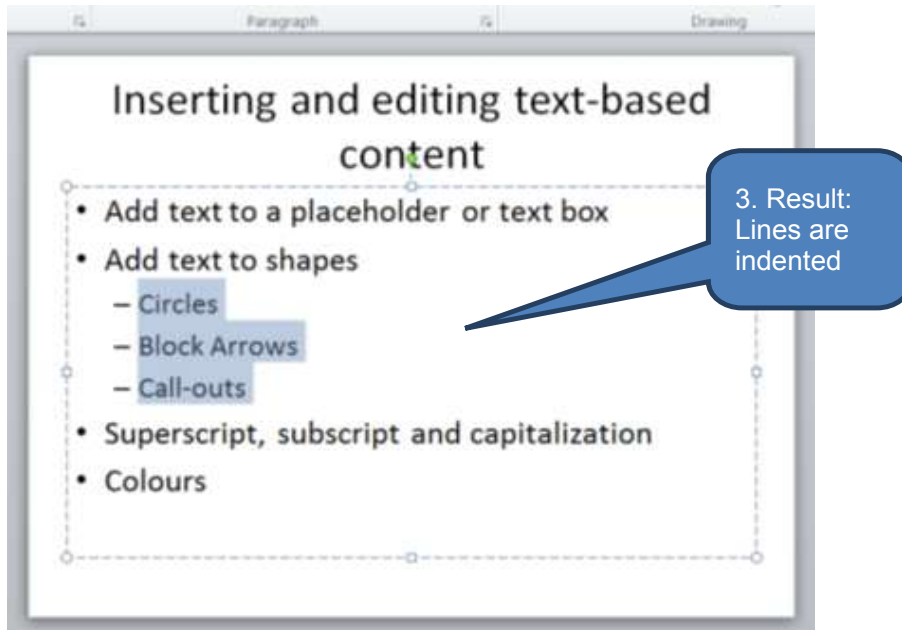 Paragraph
Drawing
Inserting and editing text-based
content
• Add text to a placeholder or text box
• Add text to shapes
– Circles
– Block Arrows
– Call-outs
• Superscript, subscript and capitalization
• Colours
3. Result:
Lines are
indented